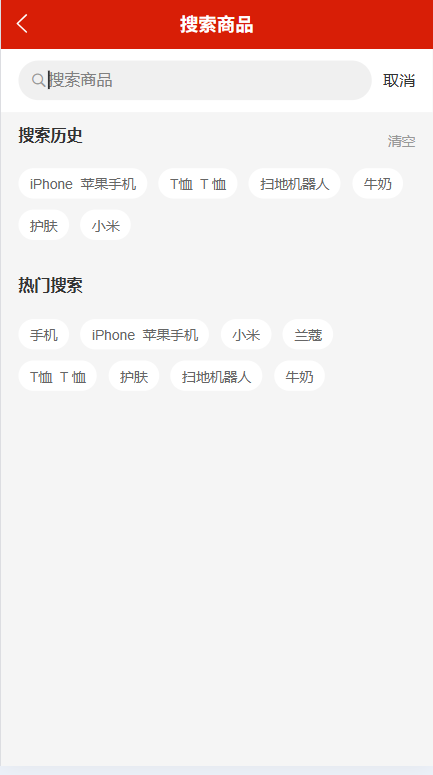 搜索商品
搜索商品 取消
搜索历史 清空
iPhone 苹果手机 T恤 T 恤 扫地机器人 牛奶
护肤 小米
热门搜索
手机 iPhone 苹果手机 小米 兰蔻
T恤 T 恤 护肤 扫地机器人 牛奶